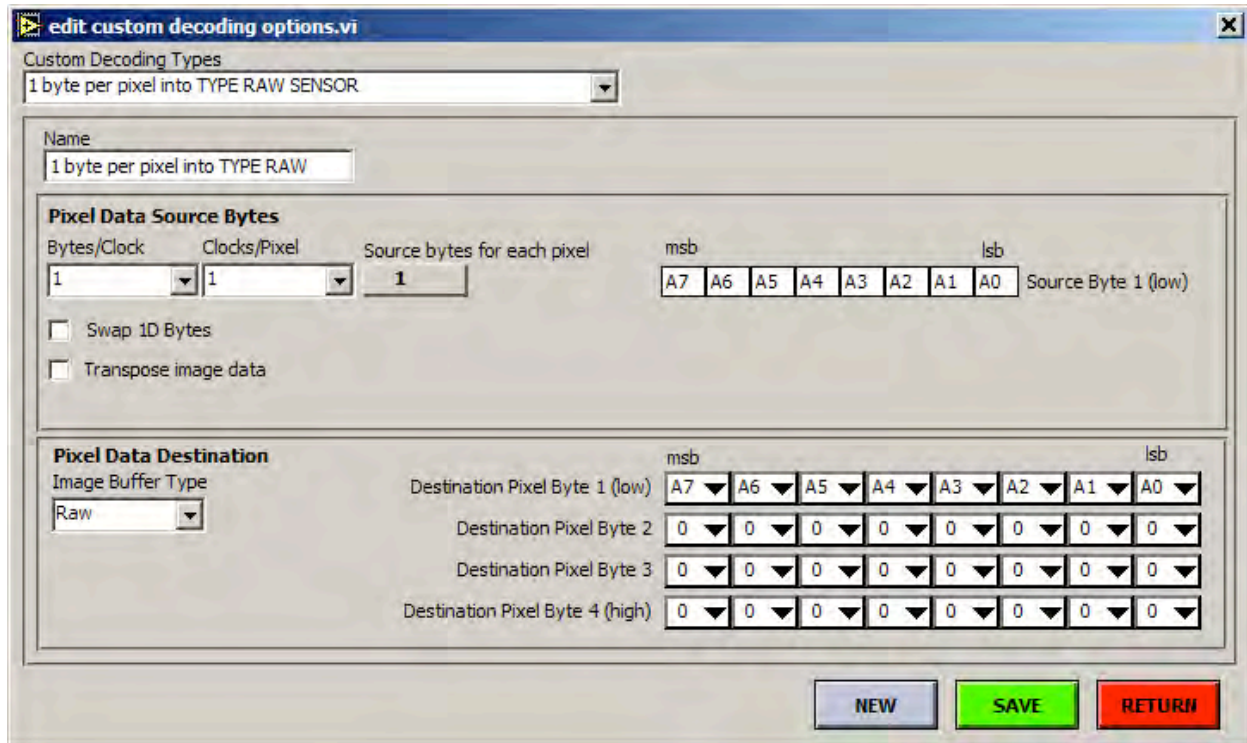 edit custom decoding options.vi
Custom Decoding Types
1 byte per pixel into TYPE RAW SENSOR
Name
1 byte per pixel into TYPE RAW
Pixel Data Source Bytes
Bytes/Clock Clocks/Pixel Source bytes for each pixel msb lsb
1 1 1 A7 A6 A5 A4 A3 A2 A1 A0 Source Byte 1 (low)
Swap 1D Bytes
Transpose image data
Pixel Data Destination msb lsb
Image Buffer Type Destination Pixel Byte 1 (low) A7 A6 A5 A4 A3 A2 A1 A0
Raw Destination Pixel Byte 2 0 0 0 0 0 0 0 0
Destination Pixel Byte 3 0 0 0 0 0 0 0 0
Destination Pixel Byte 4 (high) 0 0 0 0 0 0 0 0
NEW SAVE RETURN